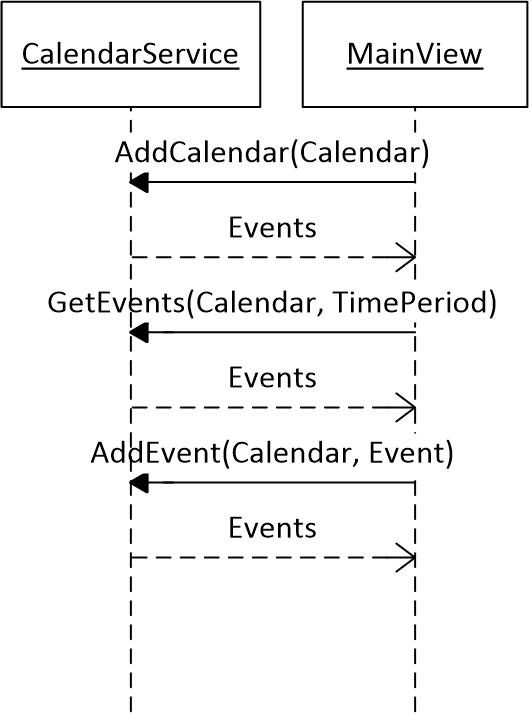 CalendarService
MainView
AddCalendar(Calendar)
Events
GetEvents(Calendar, TimePeriod)
Events
AddEvent(Calendar, Event)
Events